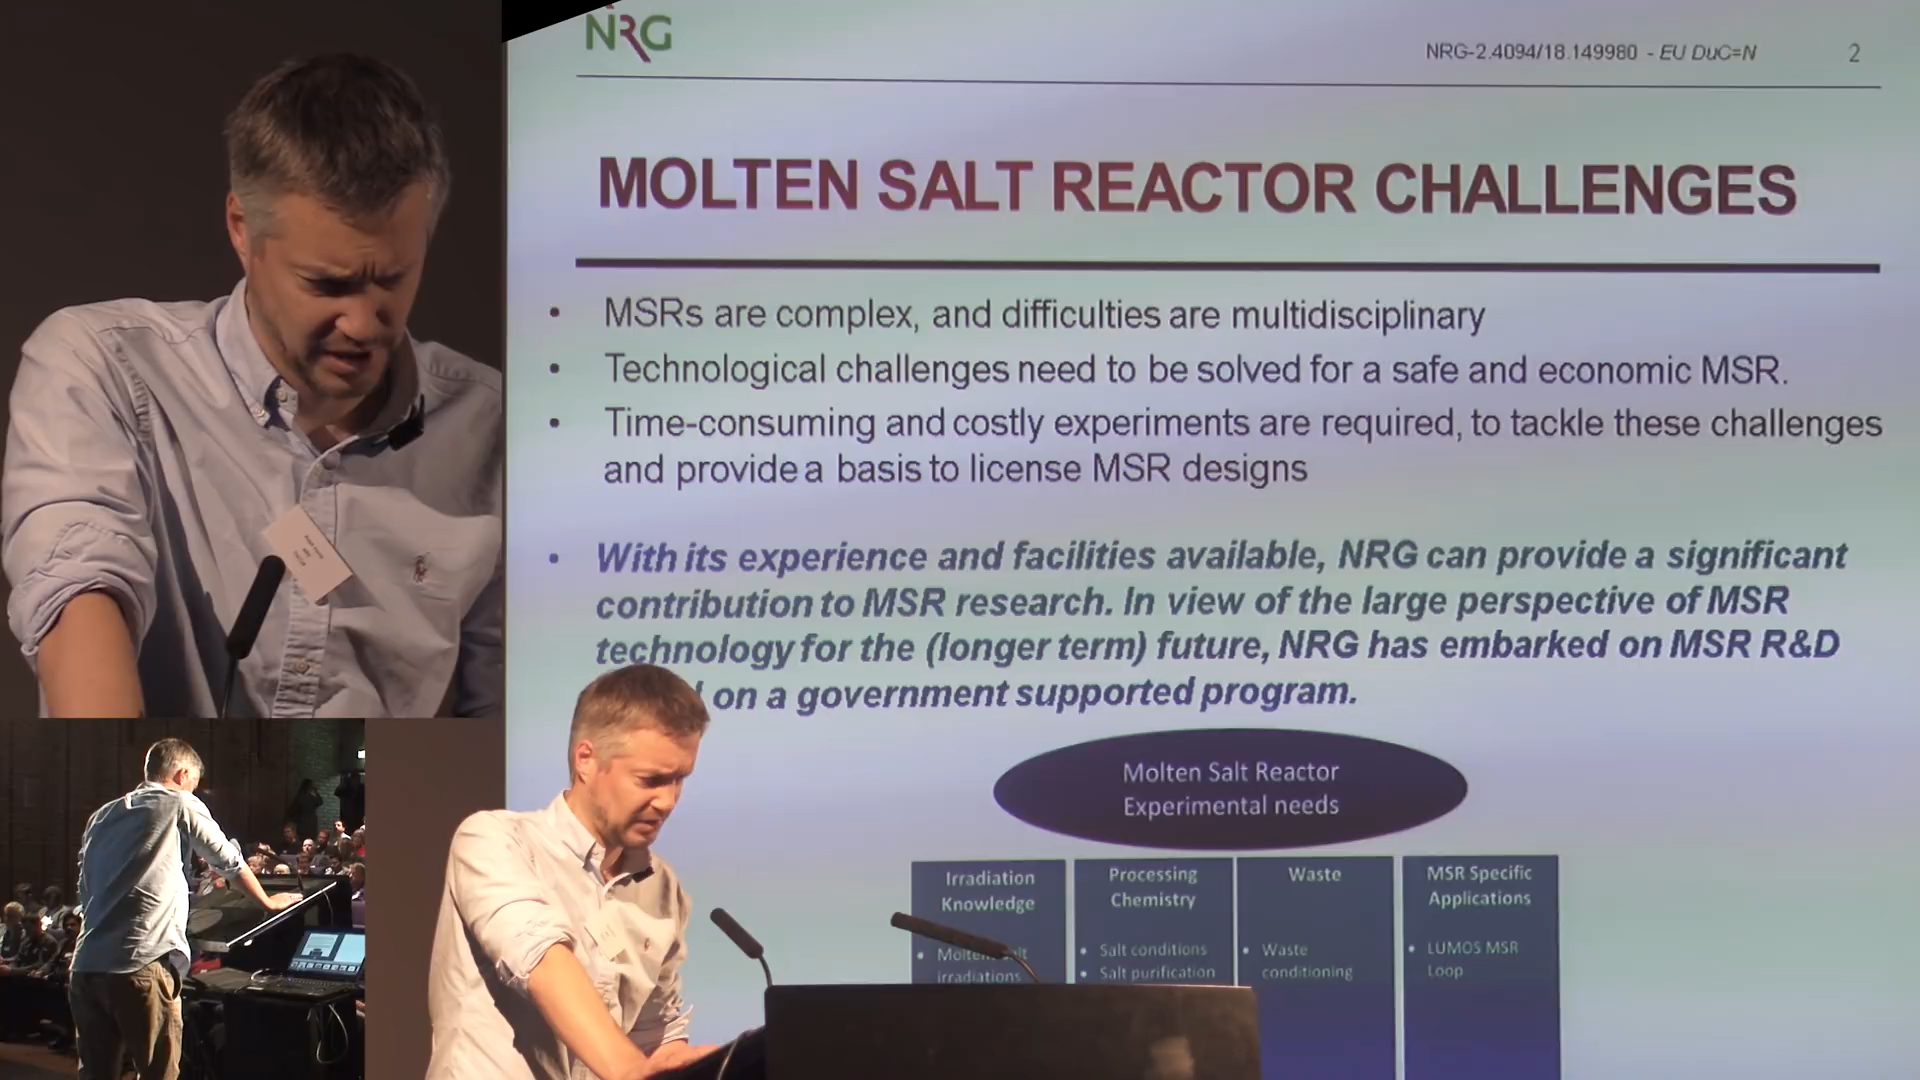 NRG
NRG-2.4094/18.149980 - EU DuC=N
2
MOLTEN SALT REACTOR CHALLENGES
• MSRs are complex, and difficulties are multidisciplinary
• Technological challenges need to be solved for a safe and economic MSR.
• Time-consuming and costly experiments are required, to tackle these challenges
and provide a basis to license MSR designs
• With its experience and facilities available, NRG can provide a significant
contribution to MSR research. In view of the large perspective of MSR
technology for the (longer term) future, NRG has embarked on MSR R&D
on a government supported program.
Molten Salt Reactor
Experimental needs
Irradiation
Knowledge
• Molten Salt
irradiations
Processing
Chemistry
• Salt conditions
• Salt purification
Waste
• Waste
conditioning
MSR Specific
Applications
• LUMOS MSR
Loop